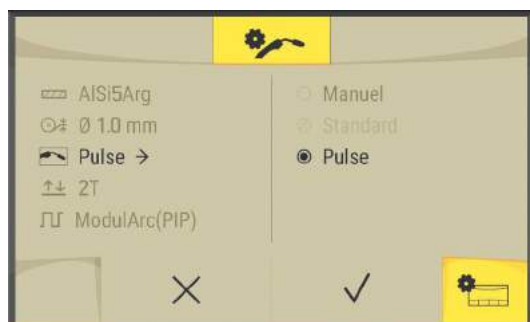 AlSi5Arg
Ø 1.0 mm
Pulse →
2T
ModulArc(PIP)
Manuel
Standard
Pulse